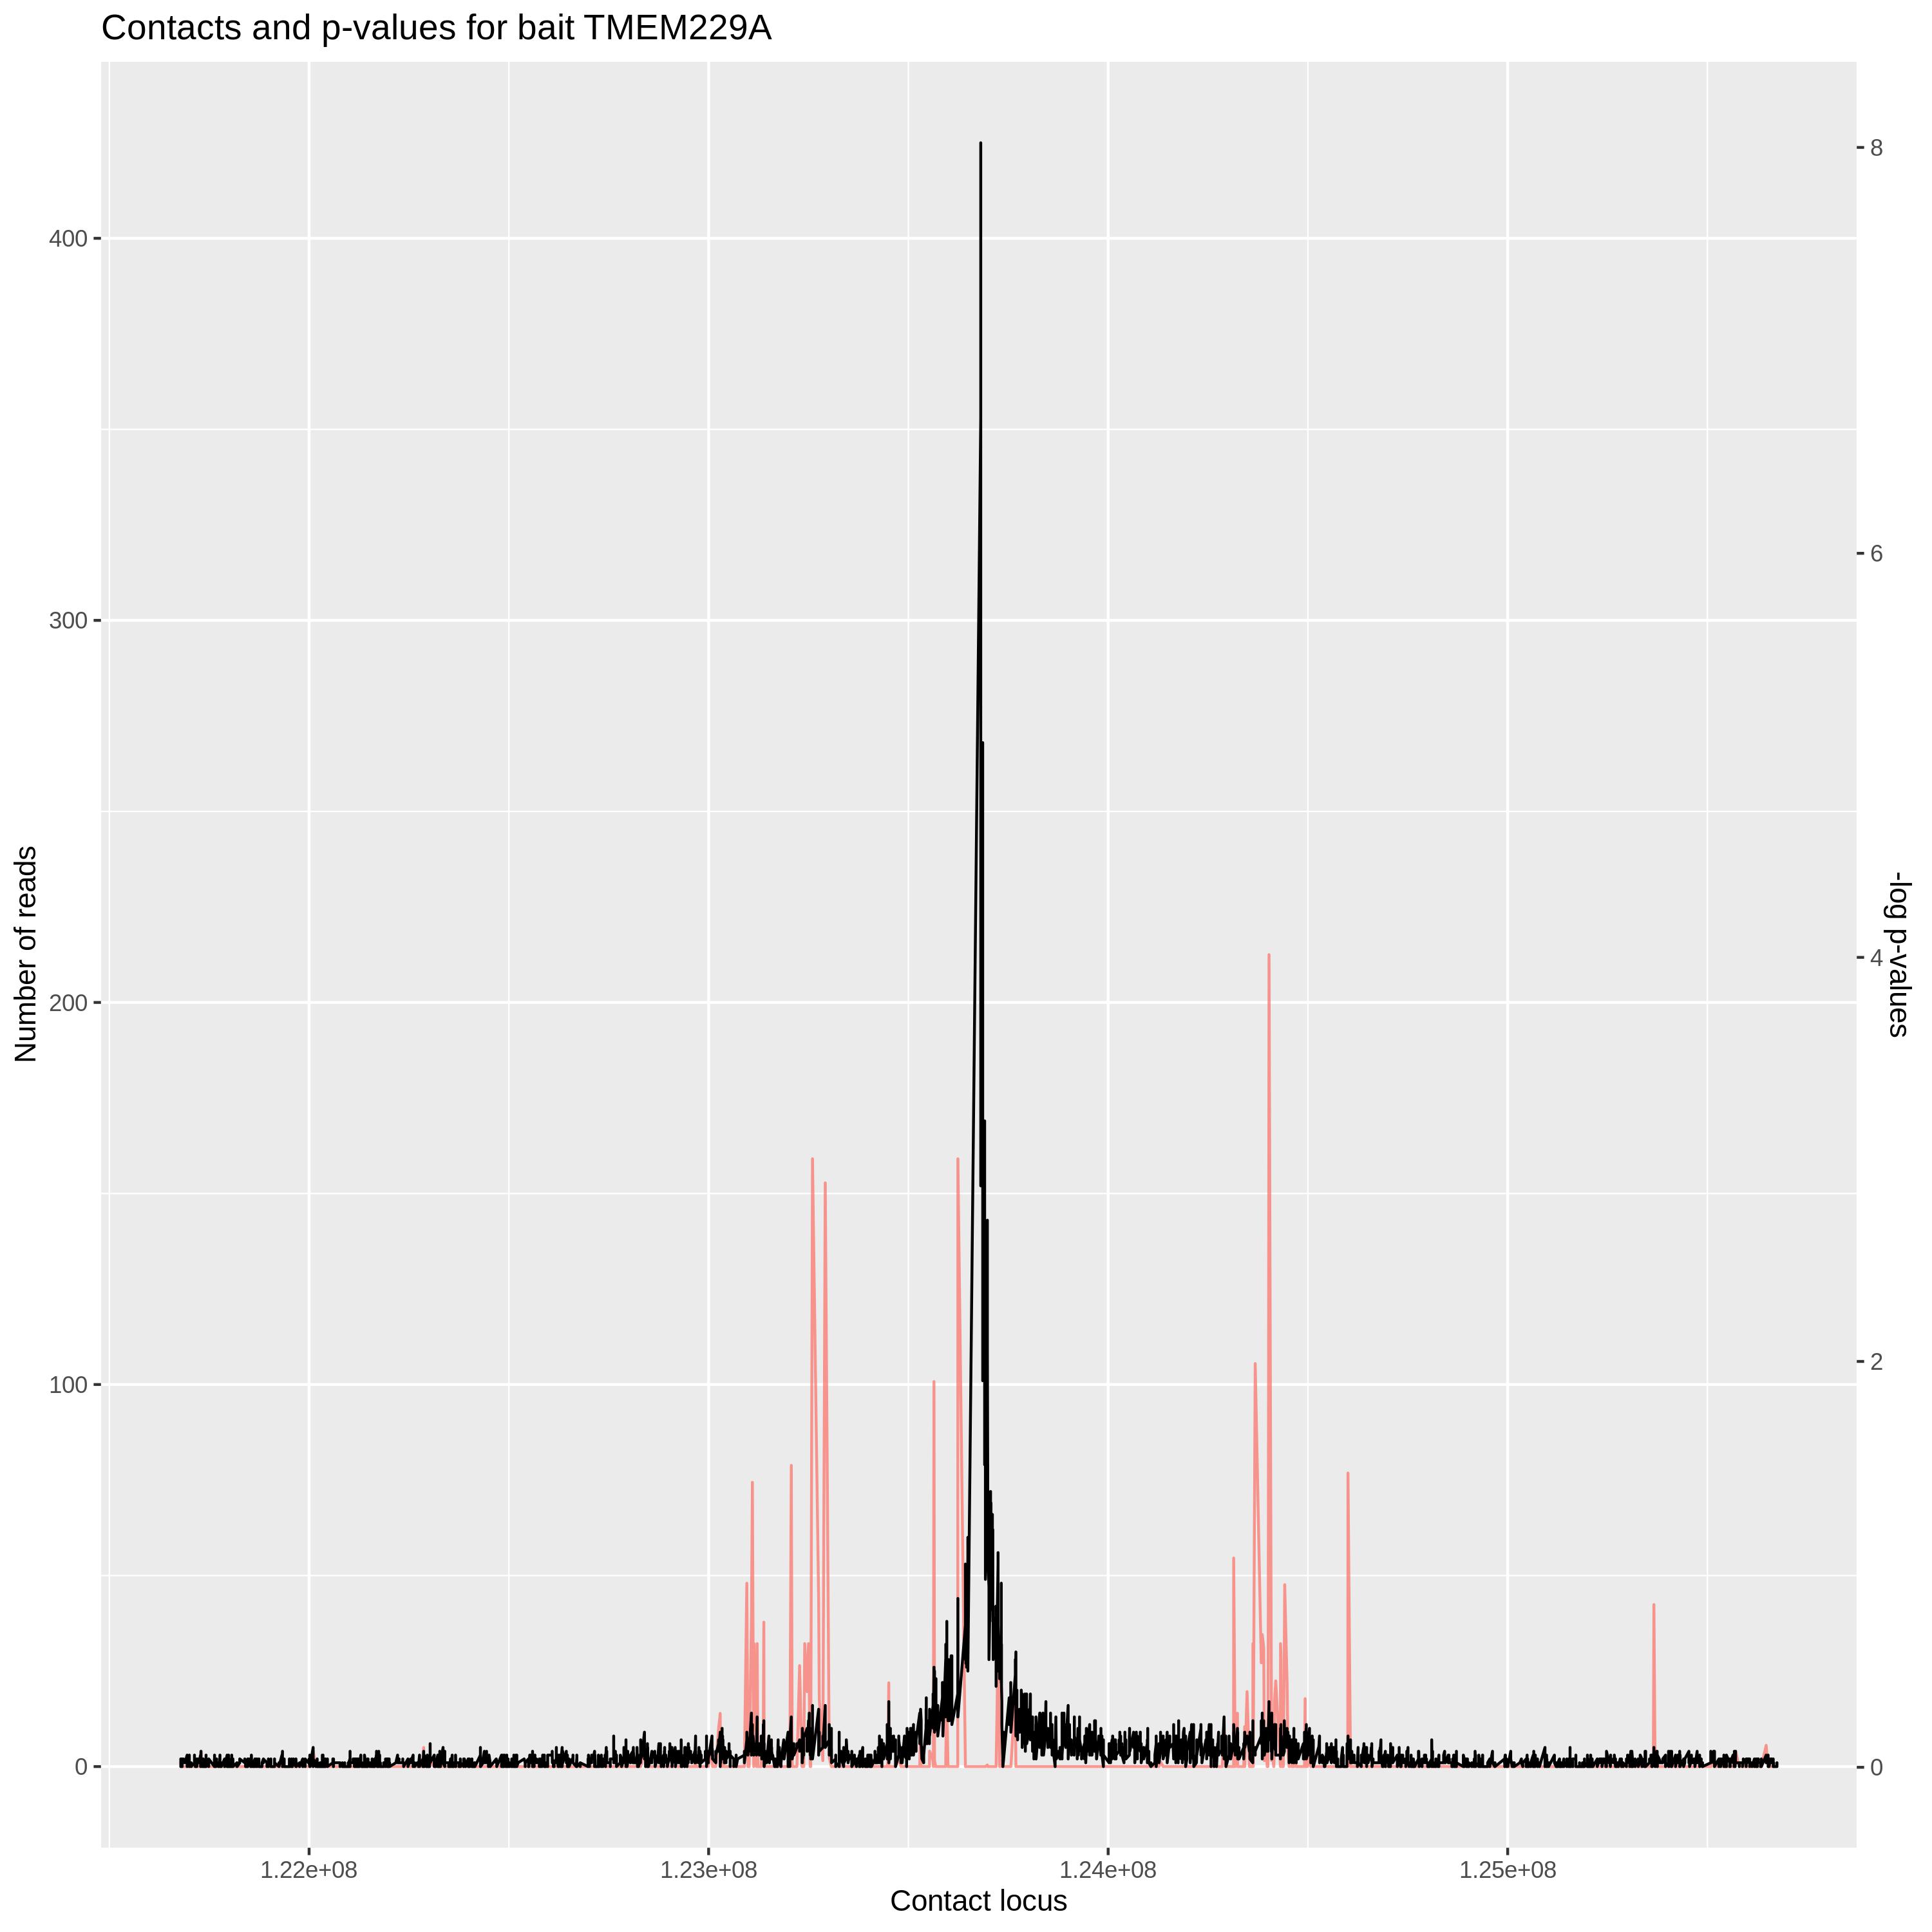 Contacts and p-values for bait TMEM229A
Number of reads
400
300
200
100
0
8
6
4
2
0
-log p-values
1.22e+08
1.23e+08
1.24e+08
1.25e+08
Contact locus